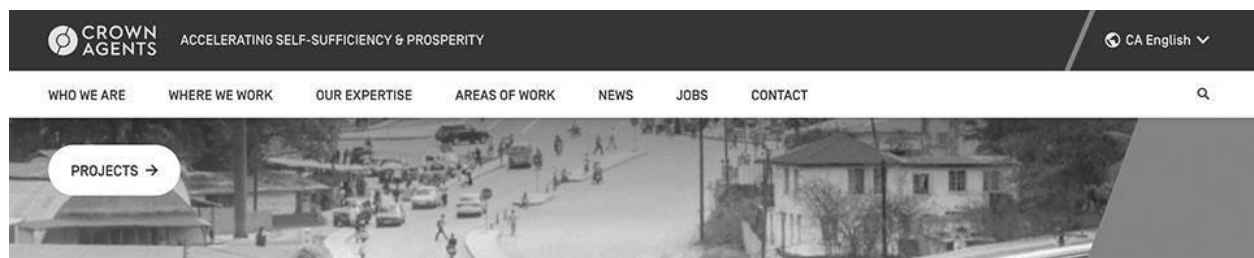 CROWN
AGENTS
ACCELERATING SELF-SUFFICIENCY & PROSPERITY
CA English
WHO WE ARE WHERE WE WORK OUR EXPERTISE AREAS OF WORK NEWS JOBS CONTACT
PROJECTS →